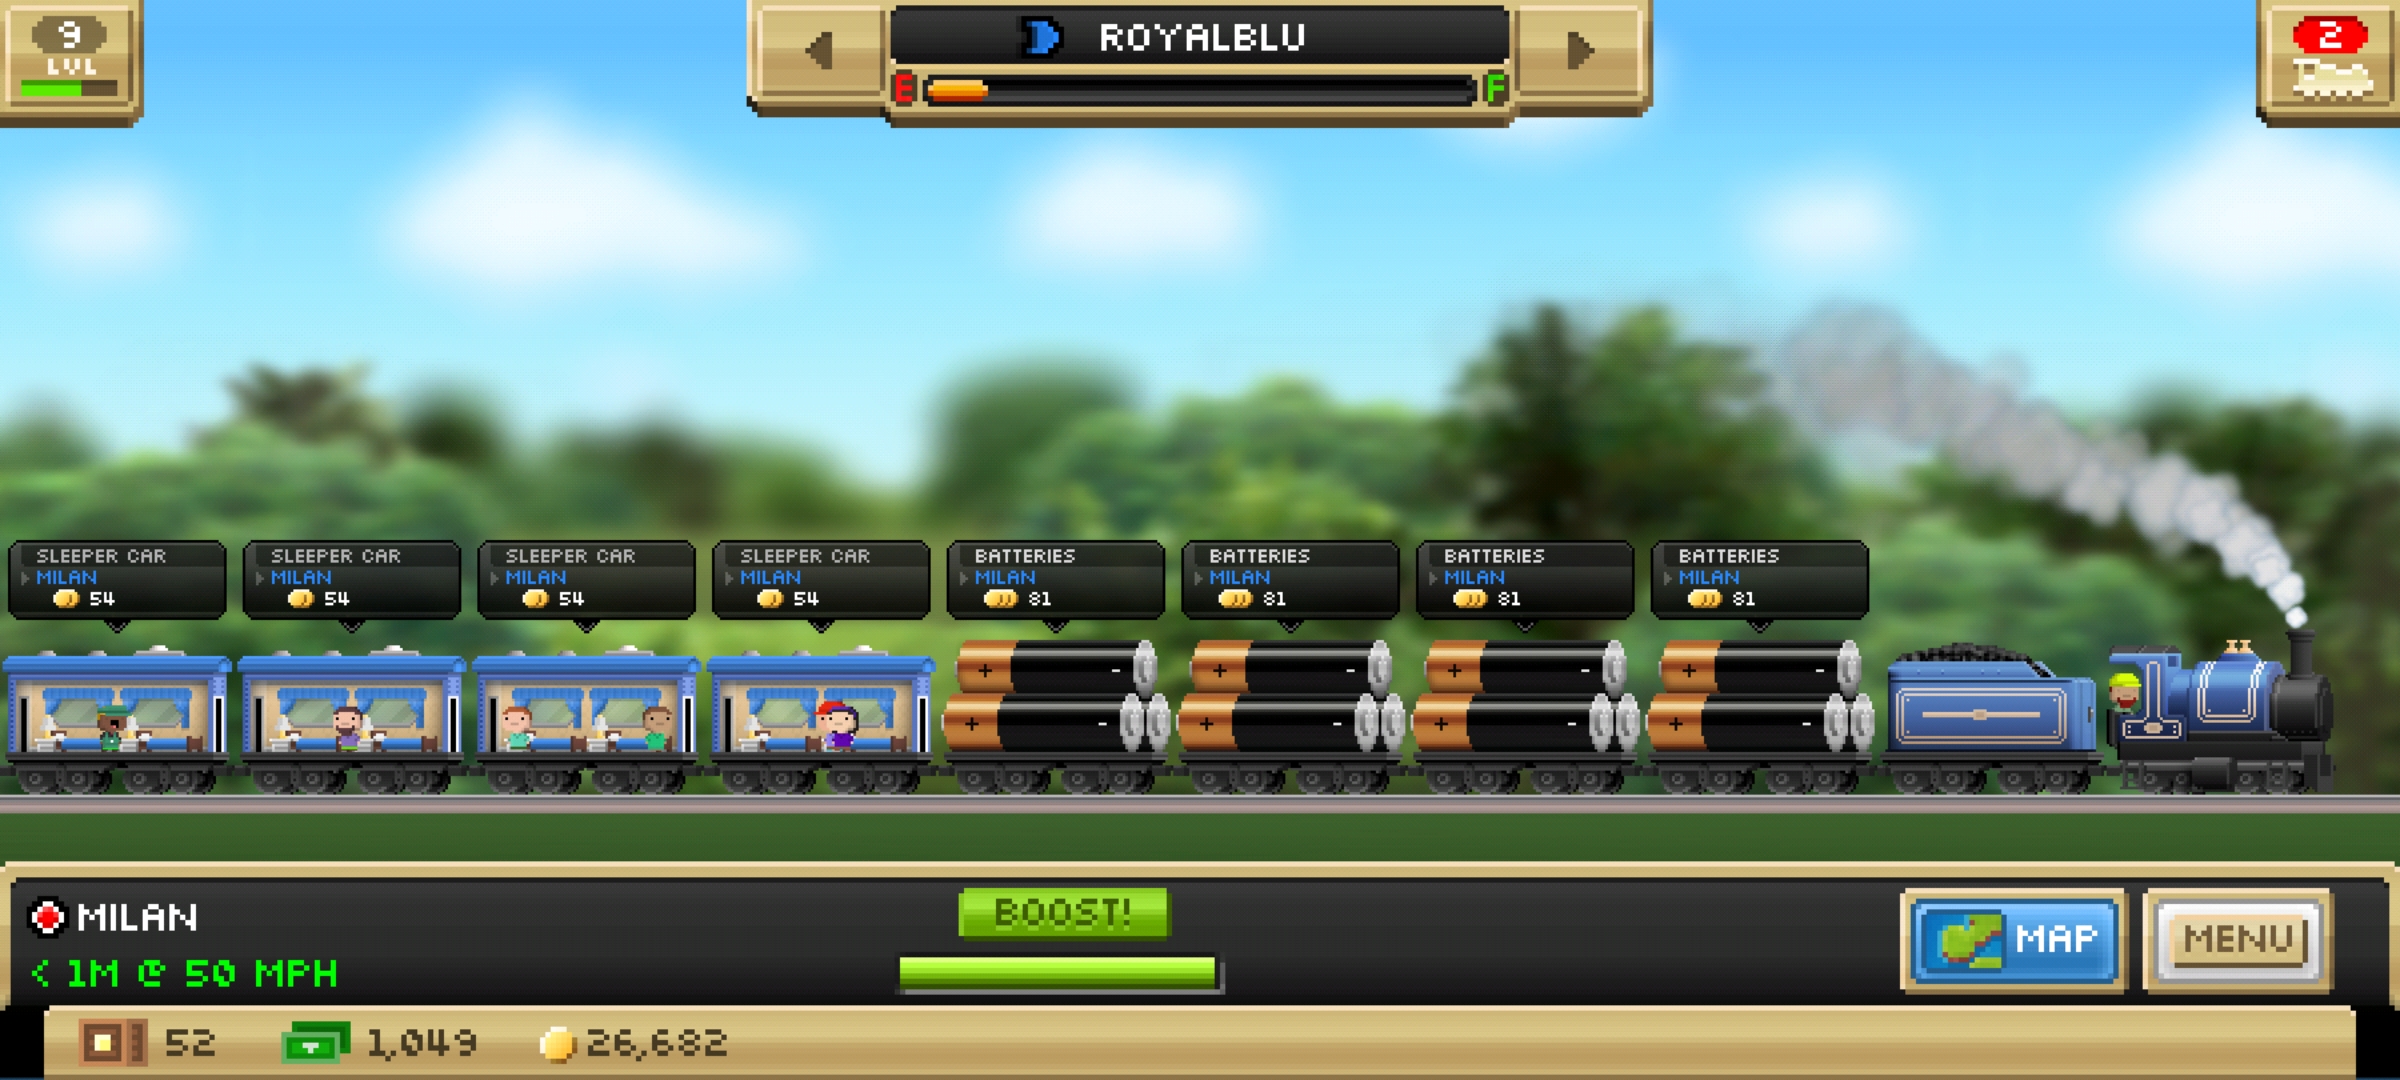 9
LVL
ROYALBLU
E F
2
SLEEPER CAR
MILAN
54
SLEEPER CAR
MILAN
54
SLEEPER CAR
MILAN
54
SLEEPER CAR
MILAN
54
BATTERIES
MILAN
81
BATTERIES
MILAN
81
BATTERIES
MILAN
81
BATTERIES
MILAN
81
+ -
+ -
+ -
+ -
+ -
+ -
+ -
+ -
MILAN
< 1M @ 50 MPH
BOOST!
MAP
MENU
52
1,049
26,682